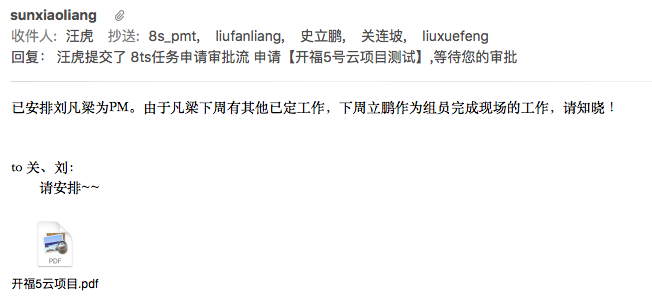 sunxiaoliang
收件人: 汪虎 抄送: 8s_pmt, liufanliang, 史立鹏, 关连坡, liuxuefeng
回复: 汪虎提交了 8ts任务申请审批流 申请【开福5号云项目测试】,等待您的审批
已安排刘凡梁为PM。由于凡梁下周有其他已定工作，下周立鹏作为组员完成现场的工作，请知晓！
to 关、刘：
请安排~~
PDF
开福5云项目.pdf